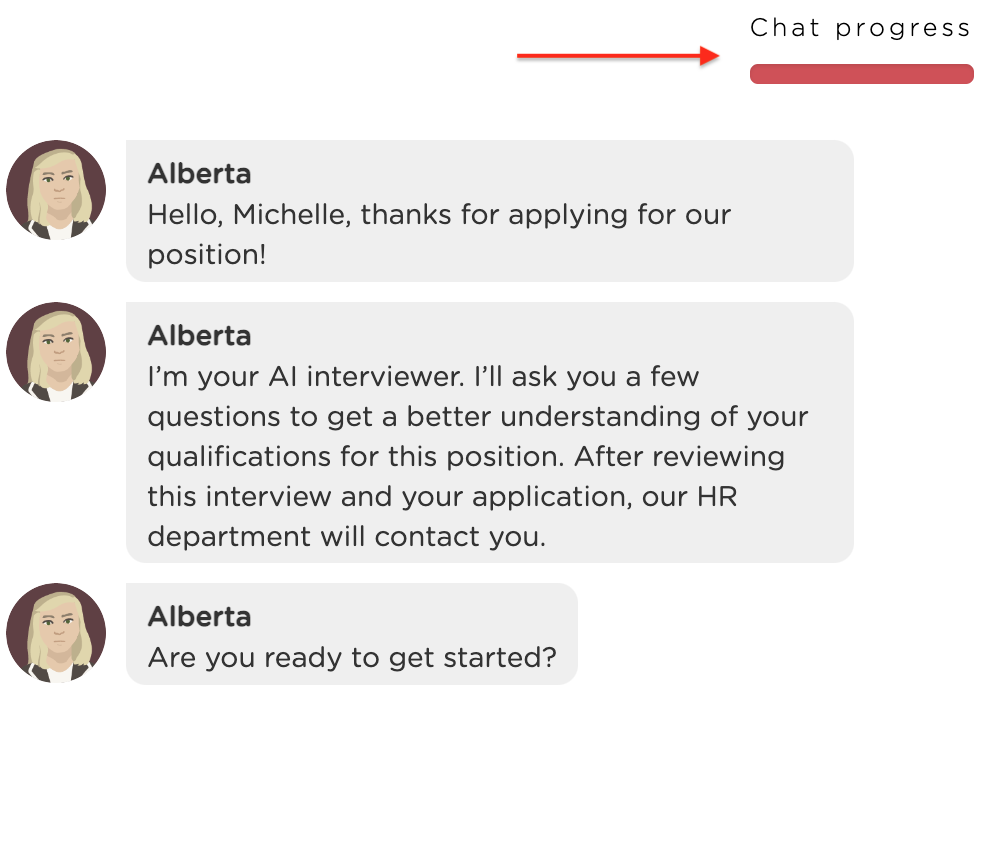 Chat progress
Alberta
Hello, Michelle, thanks for applying for our
position!
Alberta
I’m your AI interviewer. I’ll ask you a few
questions to get a better understanding of your
qualifications for this position. After reviewing
this interview and your application, our HR
department will contact you.
Alberta
Are you ready to get started?